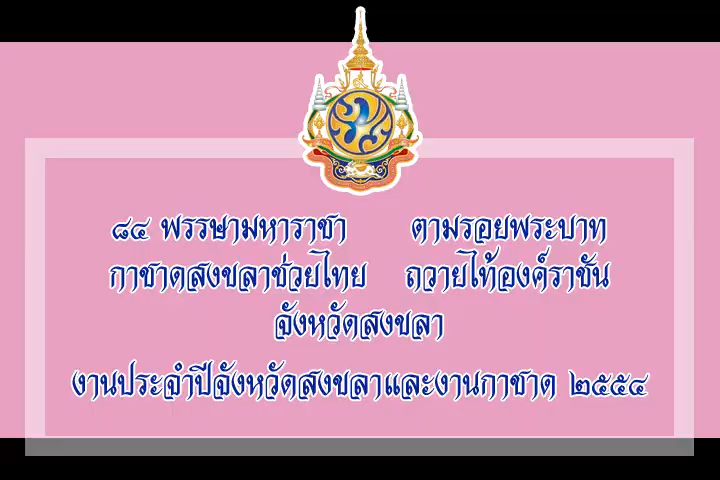 ๘๔ พรรษามหาราชา ตามรอยพระบาท
กาชาดสงขลาช่วยไทย ถวายไท้องค์ราชัน
จังหวัดสงขลา
งานประจำปีจังหวัดสงขลาและงานกาชาด ๒๕๕๔